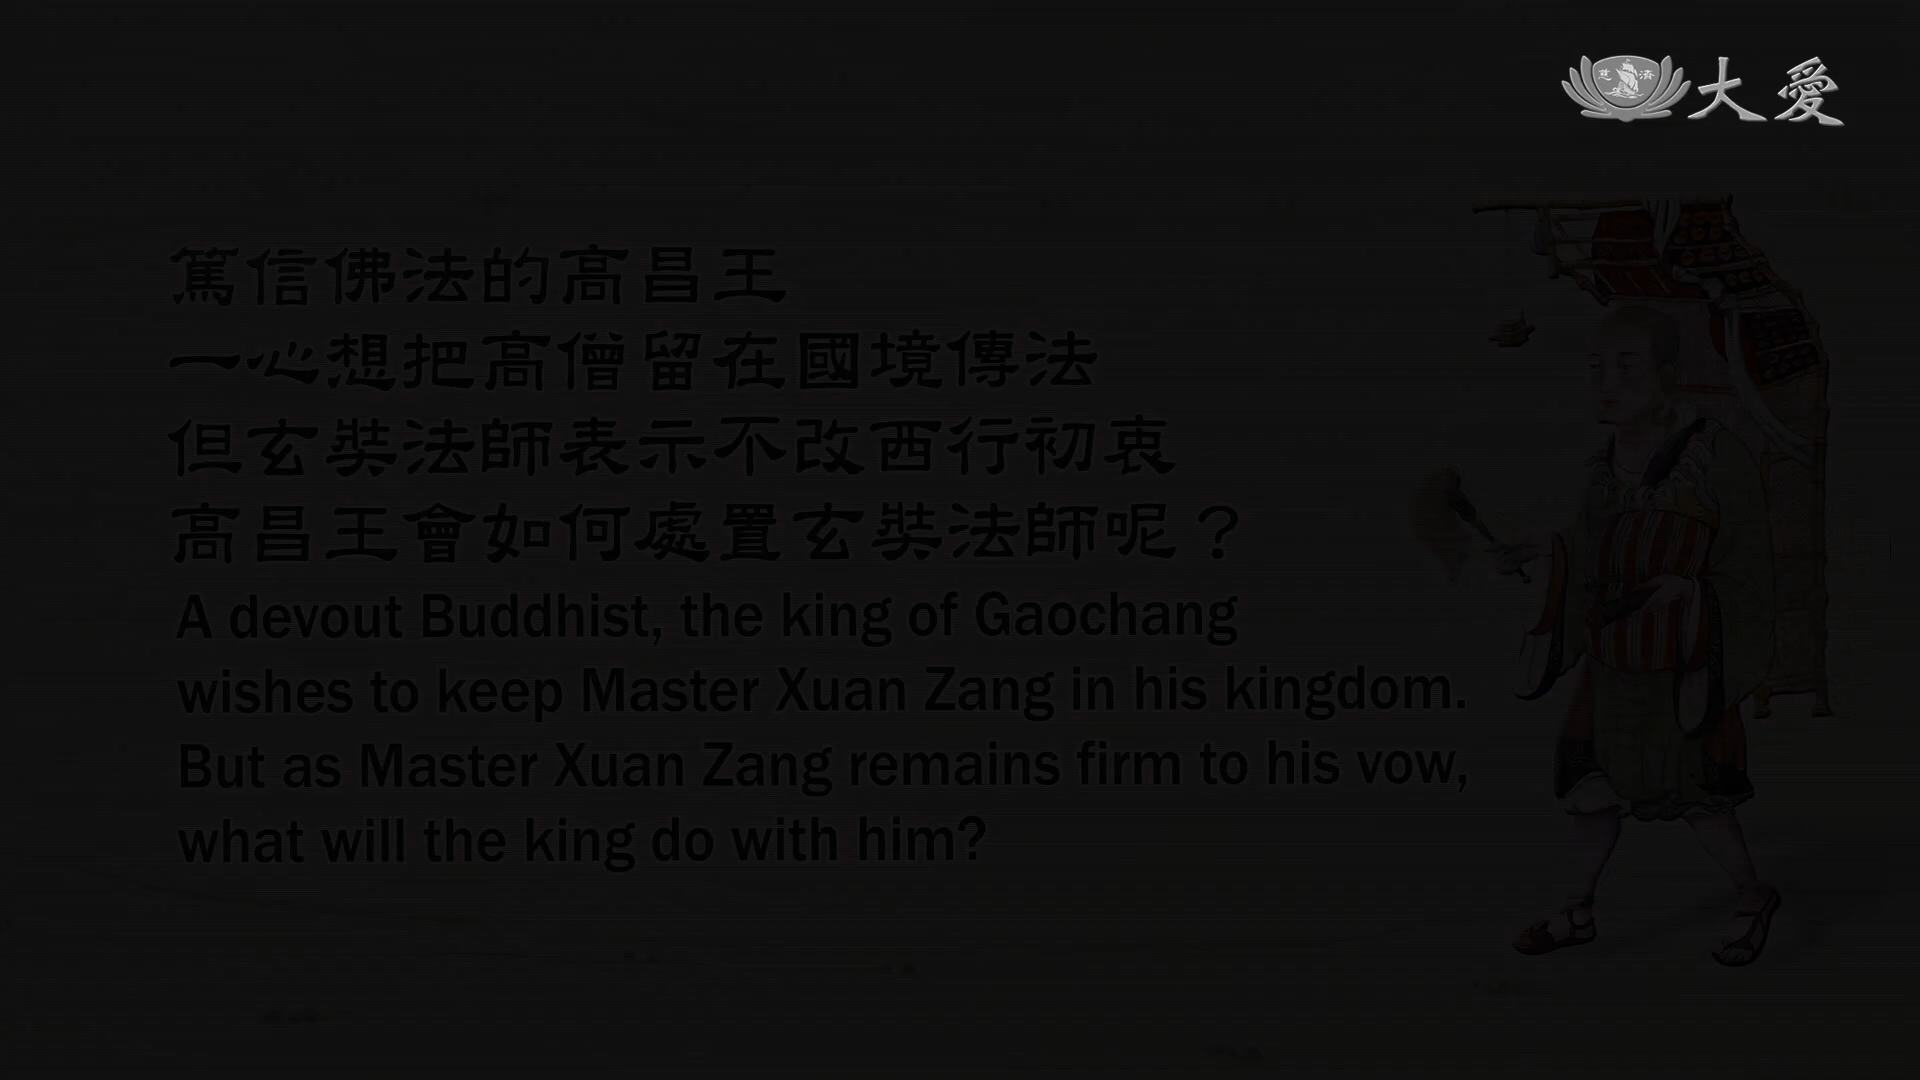 慈濟 大愛
篤信佛法的高昌王
一心想把高僧留在國境傳法
但玄奘法師表示不改西行初衷
高昌王會如何處置玄奘法師呢？
A devout Buddhist, the king of Gaochang
wishes to keep Master Xuan Zang in his kingdom.
But as Master Xuan Zang remains firm to his vow,
what will the king do with him?